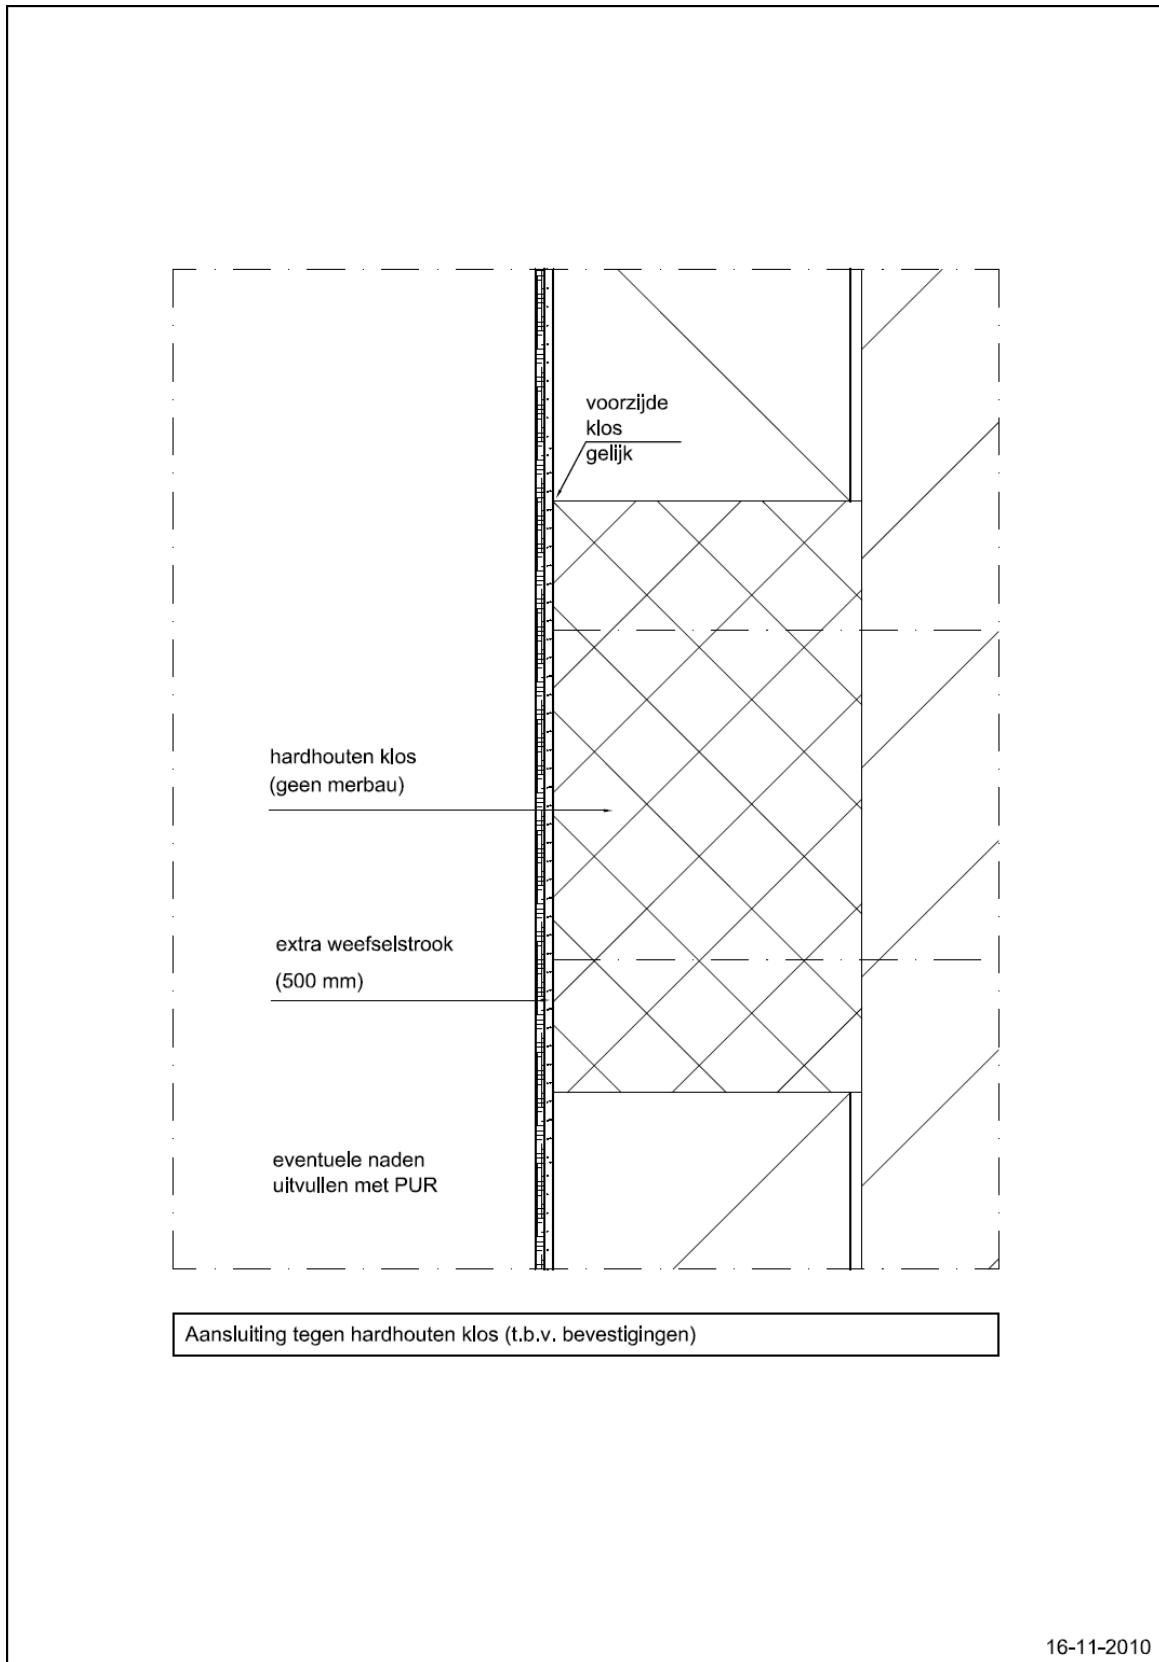 voorzijde
klos
gelijk
hardhouten klos
(geen merbau)
extra weefselstrook
(500 mm)
eventuele naden
uitvullen met PUR
Aansluiting tegen hardhouten klos (t.b.v. bevestigingen)
16-11-2010